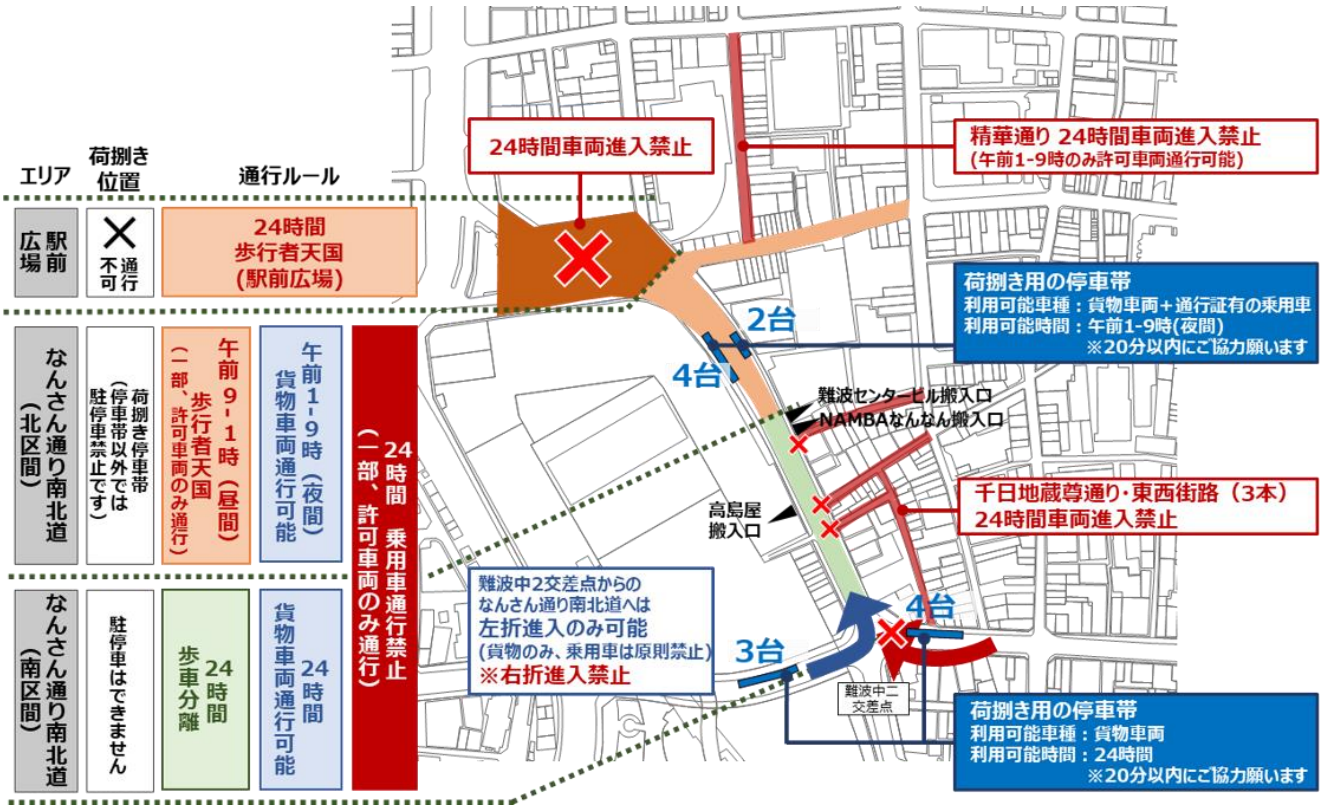 エリア
荷捌き
位置
通行ルール
駅前
広場
✕
通行
不可
24時間
歩行者天国
(駅前広場)
なんさん通り南北道
(北区間)
荷捌き停車帯
(停車帯以外では
駐停車禁止です)
午前9-1時(昼間)
歩行者天国
(一部、許可車両のみ通行)
午前1-9時(夜間)
貨物車両通行可能
24時間 乗用車通行禁止
(一部、許可車両のみ通行)
なんさん通り南北道
(南区間)
駐停車はできません
24時間
歩車分離
24時間
貨物車両通行可能
24時間車両進入禁止
精華通り 24時間車両進入禁止
(午前1-9時のみ許可車両通行可能)
荷捌き用の停車帯
利用可能車種：貨物車両+通行証有の乗用車
利用可能時間：午前1-9時(夜間)
※20分以内にご協力願います
2台
4台
難波センタービル搬入口
NAMBAなんなん搬入口
高島屋
搬入口
千日地蔵尊通り・東西街路（3本）
24時間車両進入禁止
難波中2交差点からの
なんさん通り南北道へは
左折進入のみ可能
(貨物のみ、乗用車は原則禁止)
※右折進入禁止
4台
3台
難波中二
交差点
荷捌き用の停車帯
利用可能車種：貨物車両
利用可能時間：24時間
※20分以内にご協力願います